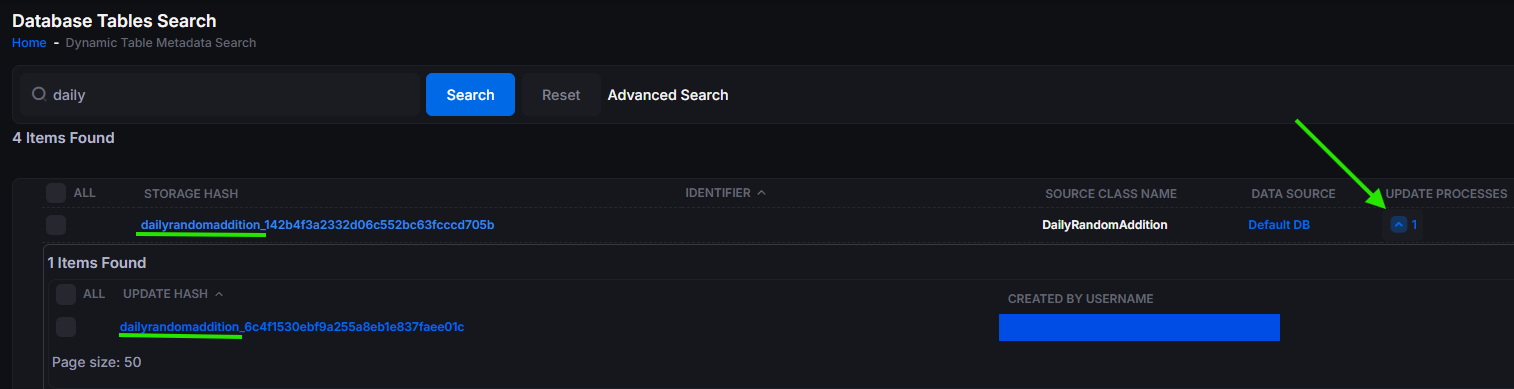 Database Tables Search
Home - Dynamic Table Metadata Search
daily Search Reset Advanced Search
4 Items Found
ALL STORAGE HASH IDENTIFIER SOURCE CLASS NAME DATA SOURCE UPDATE PROCESSES
dailyrandomaddition_142b4f3a2332d06c552bc63fcccd705b DailyRandomAddition Default DB 1
1 Items Found
ALL UPDATE HASH CREATED BY USERNAME
dailyrandomaddition_6c4f1530ebf9a255a8eb1e837faee01c
Page size: 50